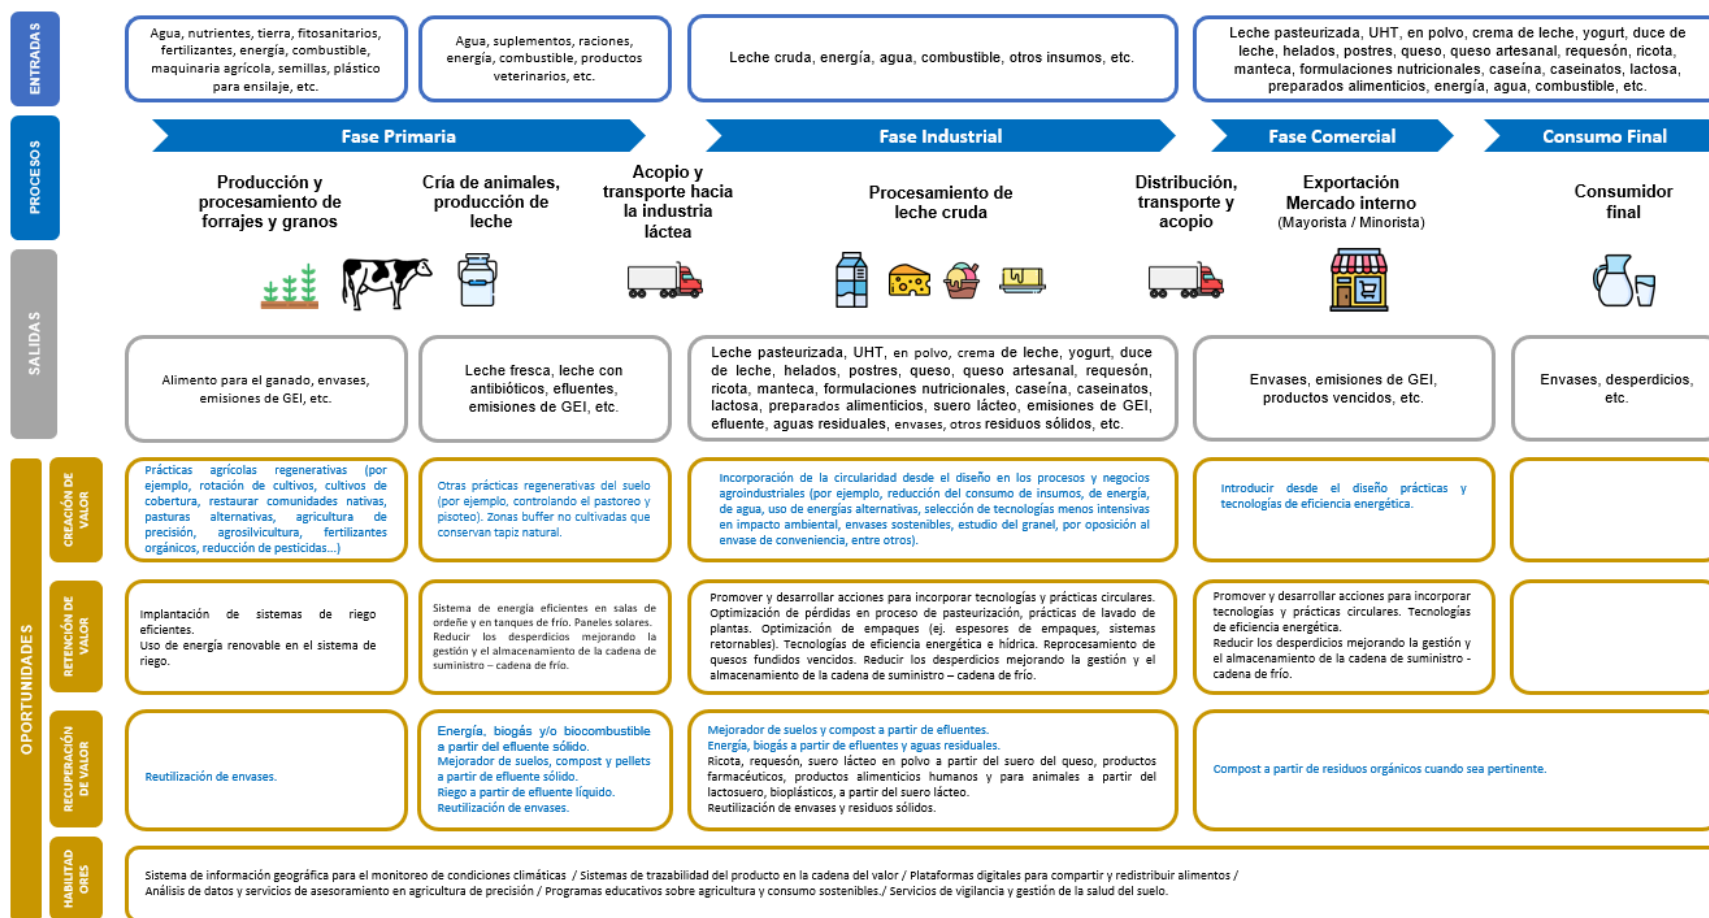 ENTRADAS
Agua, nutrientes, tierra, fitosanitarios,
fertilizantes, energía, combustible,
maquinaria agrícola, semillas, plástico
para ensilaje, etc.
Agua, suplementos, raciones,
energía, combustible, productos
veterinarios, etc.
Leche cruda, energía, agua, combustible, otros insumos, etc.
Leche pasteurizada, UHT, en polvo, crema de leche, yogurt, duce de
leche, helados, postres, queso, queso artesanal, requesón, ricota,
manteca, formulaciones nutricionales, caseína, caseinatos, lactosa,
preparados alimenticios, energía, agua, combustible, etc.
PROCESOS
Fase Primaria
Fase Industrial
Fase Comercial
Consumo Final
Producción y
procesamiento de
forrajes y granos
Cría de animales,
producción de
leche
Acopio y
transporte hacia
la industria
láctea
Procesamiento de
leche cruda
Distribución,
transporte y
acopio
Exportación
Mercado interno
(Mayorista / Minorista)
Consumidor
final
SALIDAS
Alimento para el ganado, envases,
emisiones de GEI, etc.
Leche fresca, leche con
antibióticos, efluentes,
emisiones de GEI, etc.
Leche pasteurizada, UHT, en polvo, crema de leche, yogurt, duce
de leche, helados, postres, queso, queso artesanal, requesón,
ricota, manteca, formulaciones nutricionales, caseína, caseinatos,
lactosa, preparados alimenticios, suero lácteo, emisiones de GEI,
efluente, aguas residuales, envases, otros residuos sólidos, etc.
Envases, emisiones de GEI,
productos vencidos, etc.
Envases, desperdicios,
etc.
OPORTUNIDADES
CREACIÓN DE
VALOR
Prácticas agrícolas regenerativas (por
ejemplo, rotación de cultivos, cultivos de
cobertura, restaurar comunidades nativas,
pasturas alternativas, agricultura de
precisión, agrosilvicultura, fertilizantes
orgánicos, reducción de pesticidas...)
Otras prácticas regenerativas del suelo
(por ejemplo, controlando el pastoreo y
pisoteo). Zonas buffer no cultivadas que
conservan tapiz natural.
Incorporación de la circularidad desde el diseño en los procesos y negocios
agroindustriales (por ejemplo, reducción del consumo de insumos, de energía,
de agua, uso de energías alternativas, selección de tecnologías menos intensivas
en impacto ambiental, envases sostenibles, estudio del granel, por oposición al
envase de conveniencia, entre otros).
Introducir desde el diseño prácticas y
tecnologías de eficiencia energética.
RETENCIÓN DE
VALOR
Implantación de sistemas de riego
eficientes.
Uso de energía renovable en el sistema de
riego.
Sistema de energía eficientes en salas de
ordeñe y en tanques de frío. Paneles solares.
Reducir los desperdicios mejorando la
gestión y el almacenamiento de la cadena de
suministro – cadena de frío.
Promover y desarrollar acciones para incorporar tecnologías y prácticas circulares.
Optimización de pérdidas en proceso de pasteurización, prácticas de lavado de
plantas. Optimización de empaques (ej. espesores de empaques, sistemas
retornables). Tecnologías de eficiencia energética e hídrica. Reprocesamiento de
quesos fundidos vencidos. Reducir los desperdicios mejorando la gestión y el
almacenamiento de la cadena de suministro – cadena de frío.
Promover y desarrollar acciones para incorporar
tecnologías y prácticas circulares. Tecnologías
de eficiencia energética.
Reducir los desperdicios mejorando la gestión y
el almacenamiento de la cadena de suministro -
cadena de frío.
RECUPERACIÓN
DE VALOR
Reutilización de envases.
Energía, biogás y/o biocombustible
a partir del efluente sólido.
Mejorador de suelos, compost y pellets
a partir de efluente sólido.
Riego a partir de efluente líquido.
Reutilización de envases.
Mejorador de suelos y compost a partir de efluentes.
Energía, biogás a partir de efluentes y aguas residuales.
Ricota, requesón, suero lácteo en polvo a partir del suero del queso, productos
farmacéuticos, productos alimenticios humanos y para animales a partir del
lactosuero, bioplásticos, a partir del suero lácteo.
Reutilización de envases y residuos sólidos.
Compost a partir de residuos orgánicos cuando sea pertinente.
HABILITAD
ORES
Sistema de información geográfica para el monitoreo de condiciones climáticas / Sistemas de trazabilidad del producto en la cadena del valor / Plataformas digitales para compartir y redistribuir alimentos /
Análisis de datos y servicios de asesoramiento en agricultura de precisión / Programas educativos sobre agricultura y consumo sostenibles./ Servicios de vigilancia y gestión de la salud del suelo.